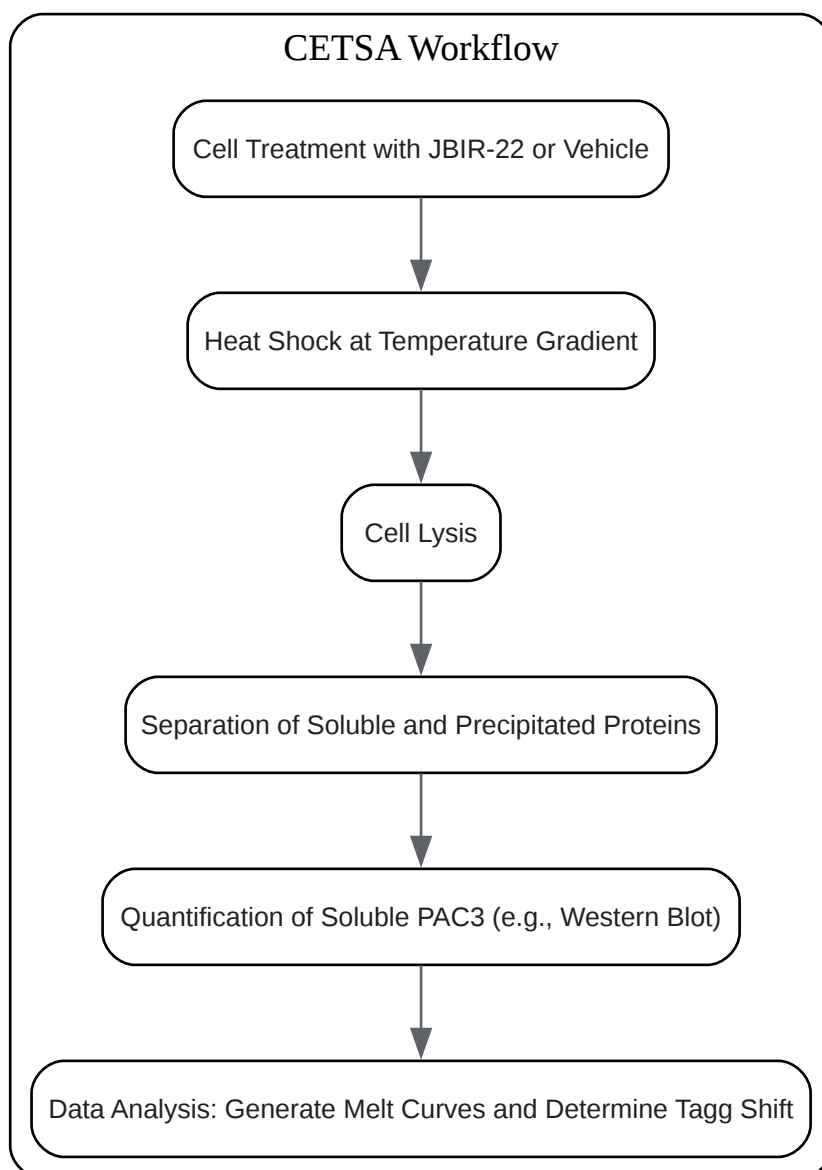 CETSA Workflow
Cell Treatment with JBIR-22 or Vehicle
Heat Shock at Temperature Gradient
Cell Lysis
Separation of Soluble and Precipitated Proteins
Quantification of Soluble PAC3 (e.g., Western Blot)
Data Analysis: Generate Melt Curves and Determine Tagg Shift